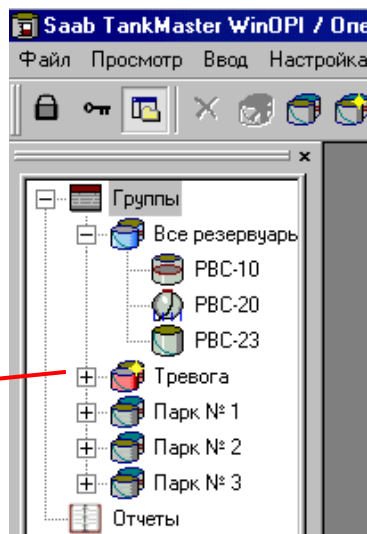 Saab TankMaster WinOPI / One
Файл Просмотр Ввод Настройка
Группы
Все резервуарь
РВС-10
РВС-20
РВС-23
Тревога
Парк № 1
Парк № 2
Парк № 3
Отчеты